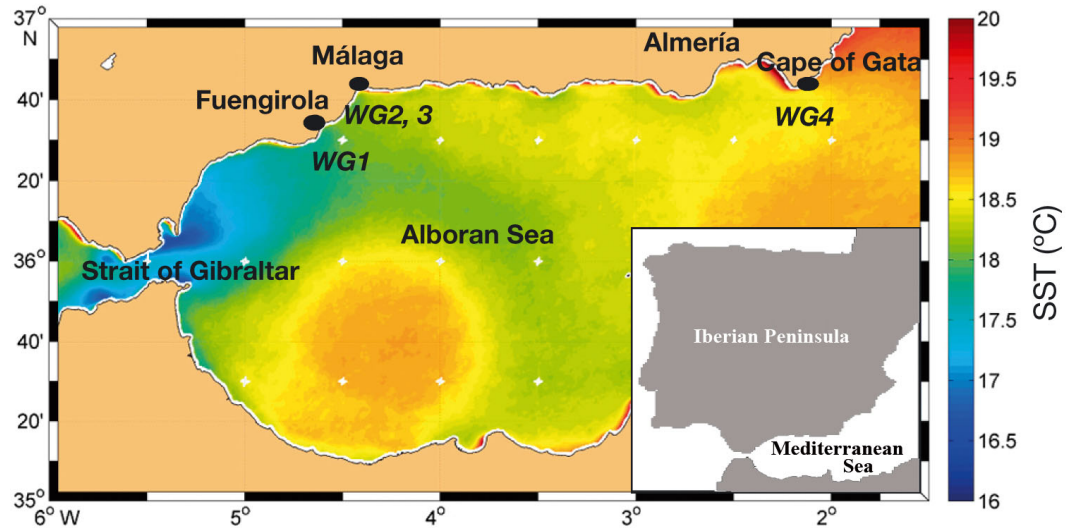 37°
N
40'
20'
36°
40'
20'
35°
6° W
5°
4°
3°
2°
Málaga
Fuengirola
WG2, 3
WG1
Almería
Cape of Gata
WG4
Alboran Sea
Strait of Gibraltar
Iberian Peninsula
Mediterranean
Sea
20
19.5
19
18.5
18
17.5
17
16.5
16
SST (ºC)